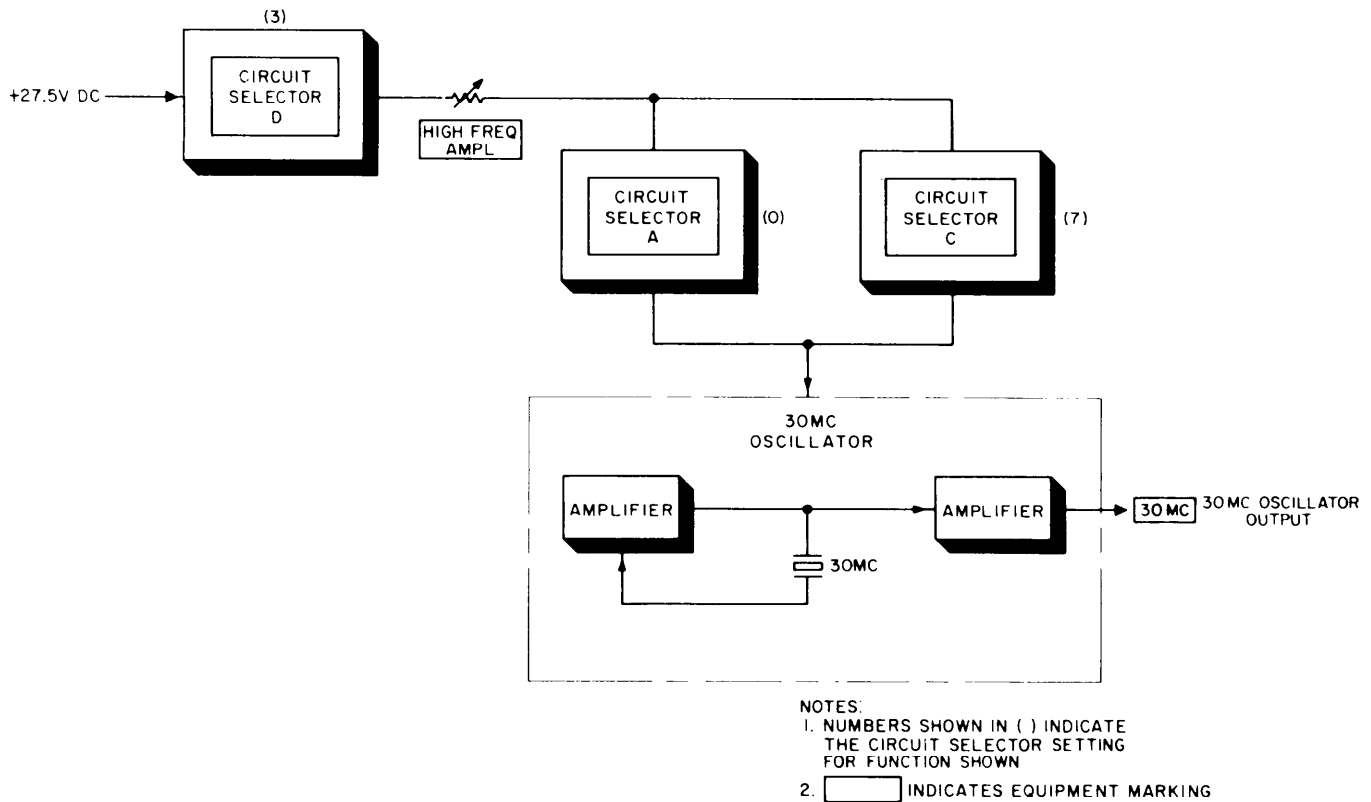 (3)
CIRCUIT
SELECTOR
D
+27.5V DC
HIGH FREQ
AMPL
CIRCUIT
SELECTOR
A
(0)
CIRCUIT
SELECTOR
C
(7)
30MC
OSCILLATOR
AMPLIFIER
30MC
AMPLIFIER
30 MC
30MC OSCILLATOR
OUTPUT
NOTES:
1. NUMBERS SHOWN IN ( ) INDICATE
THE CIRCUIT SELECTOR SETTING
FOR FUNCTION SHOWN
2. INDICATES EQUIPMENT MARKING